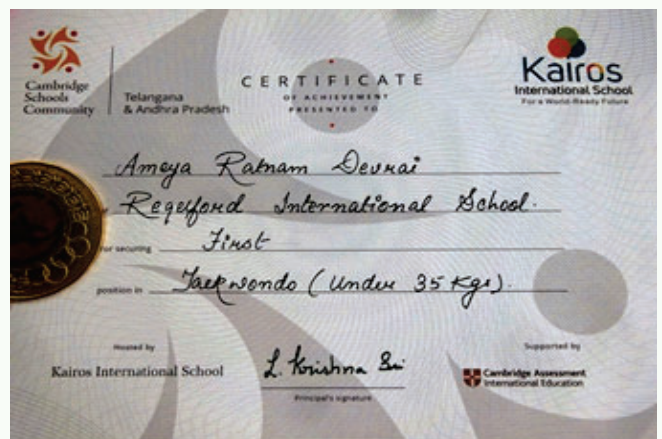 Cambridge
Schools
Community
Telangana
& Andhra Pradesh
CERTIFICATE
OF ACHIEVEMENT
PRESENTED TO
Kairos
International School
For a World-Ready Future
Ameya Ratnam Devrai
Regelford International School.
for securing First
position in Taekwondo (Under 35 Kgs).
Hosted by
Kairos International School
L. Krishna Sri
Principal's signature
Supported by
Cambridge Assessment
International Education